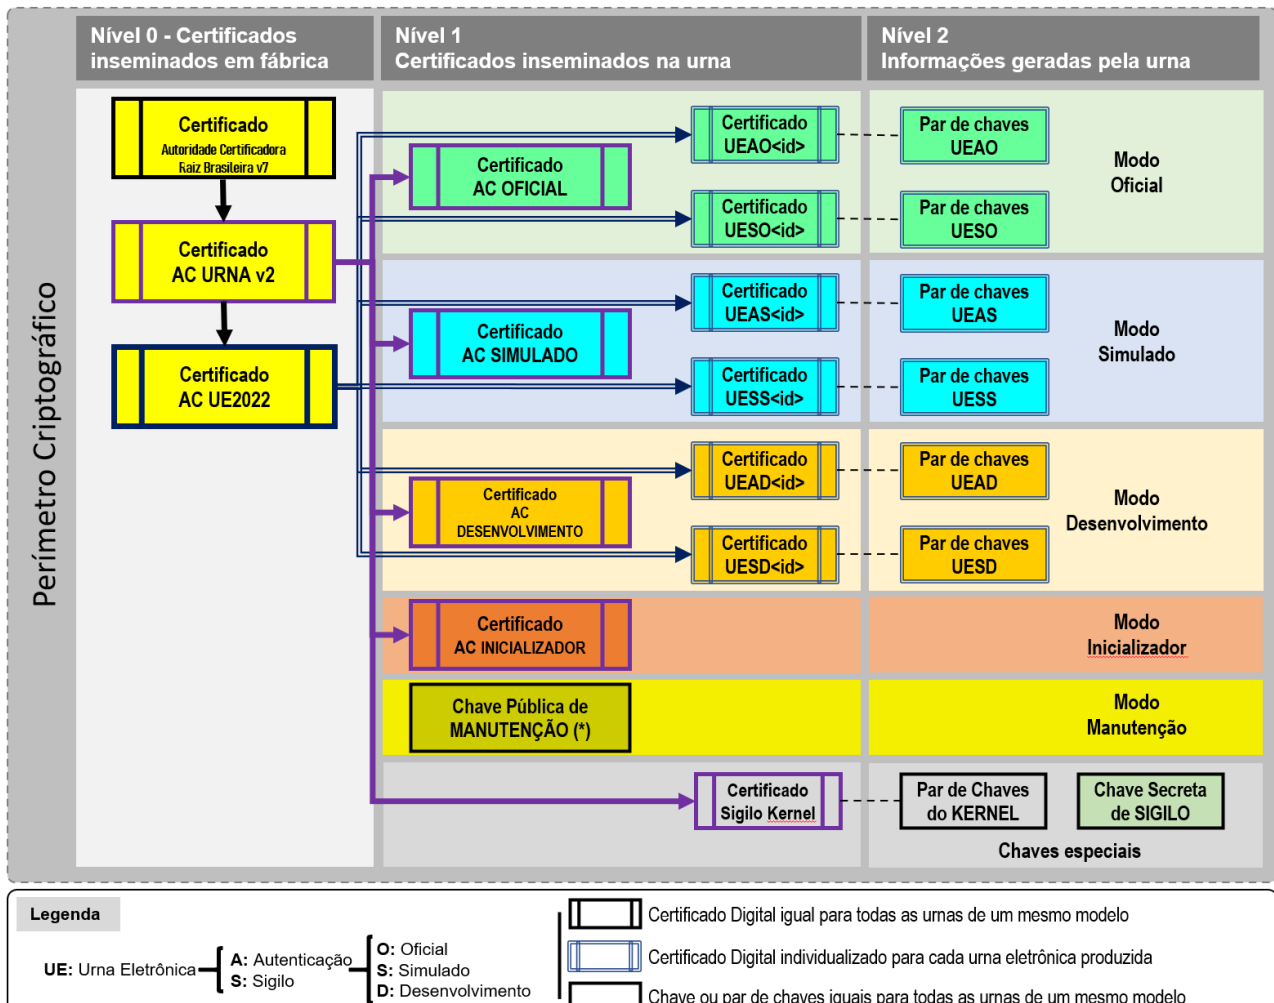 Nível 0 - Certificados
inseminados em fábrica
Nível 1
Certificados inseminados na urna
Nível 2
Informações geradas pela urna
Perímetro Criptográfico
Certificado
Autoridade Certificadora
Raiz Brasileira v7
Certificado
AC URNA v2
Certificado
AC UE2022
Certificado
AC OFICIAL
Certificado
UEAO<id>
Par de chaves
UEAO
Certificado
UESO<id>
Par de chaves
UESO
Modo
Oficial
Certificado
AC SIMULADO
Certificado
UEAS<id>
Par de chaves
UEAS
Certificado
UESS<id>
Par de chaves
UESS
Modo
Simulado
Certificado
AC
DESENVOLVIMENTO
Certificado
UEAD<id>
Par de chaves
UEAD
Certificado
UESD<id>
Par de chaves
UESD
Modo
Desenvolvimento
Certificado
AC INICIALIZADOR
Modo
Inicializador
Chave Pública de
MANUTENÇÃO (*)
Modo
Manutenção
Certificado
Sigilo Kernel
Par de Chaves
do KERNEL
Chave Secreta
de SIGILO
Chaves especiais
Legenda
UE: Urna Eletrônica
A: Autenticação
S: Sigilo
O: Oficial
S: Simulado
D: Desenvolvimento
Certificado Digital igual para todas as urnas de um mesmo modelo
Certificado Digital individualizado para cada urna eletrônica produzida
Chave ou par de chaves iguais para todas as urnas de um mesmo modelo